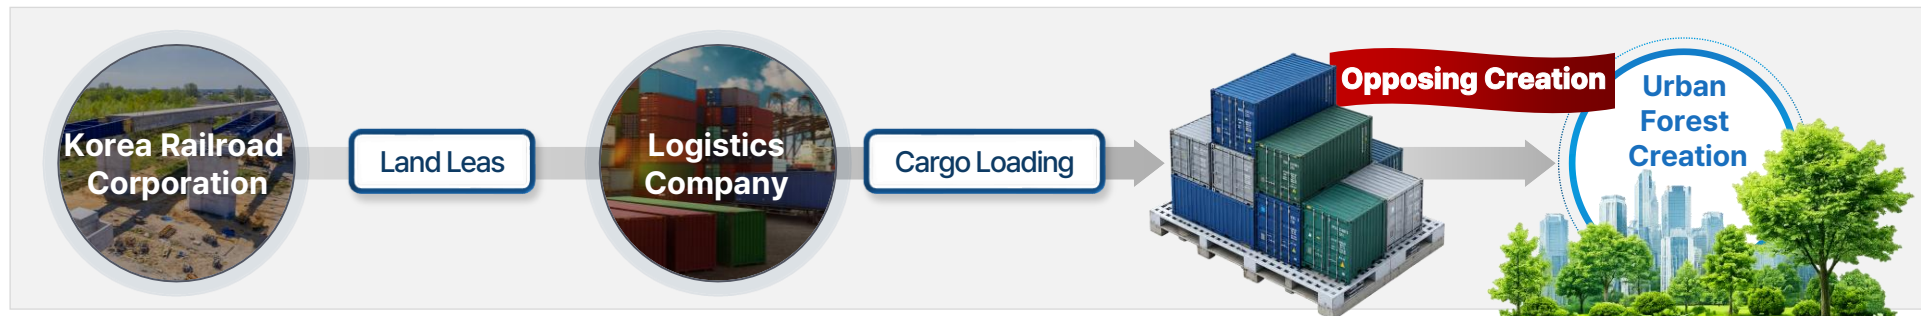 Korea Railroad
Corporation
Land Leas
Logistics
Company
Cargo Loading
Opposing Creation
Urban
Forest
Creation